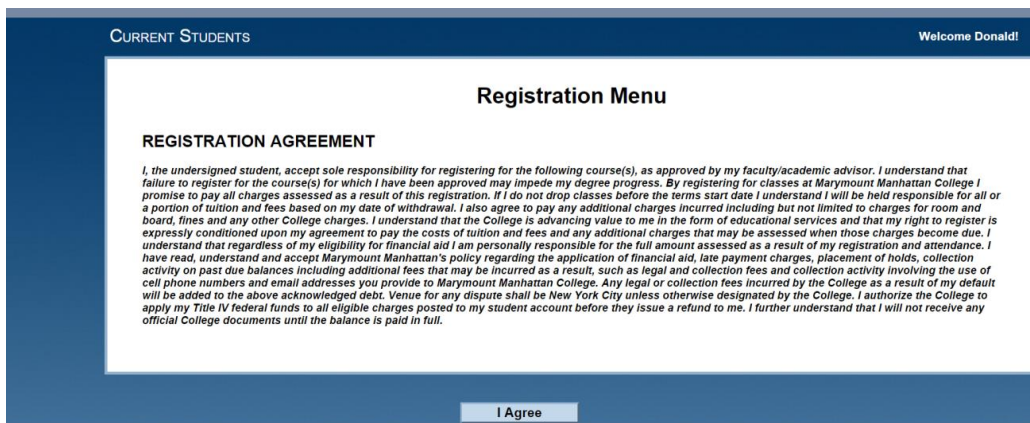 CURRENT STUDENTS
Welcome Donald!
Registration Menu
REGISTRATION AGREEMENT
I, the undersigned student, accept sole responsibility for registering for the following course(s), as approved by my faculty/academic advisor. I understand that
failure to register for the course(s) for which I have been approved may impede my degree progress. By registering for classes at Marymount Manhattan College I
promise to pay all charges assessed as a result of this registration. If I do not drop classes before the terms start date I understand I will be held responsible for all or
a portion of tuition and fees based on my date of withdrawal. I also agree to pay any additional charges incurred including but not limited to charges for room and
board, fines and any other College charges. I understand that the College is advancing value to me in the form of educational services and that my right to register is
expressly conditioned upon my agreement to pay the costs of tuition and fees and any additional charges that may be assessed when those charges become due. I
understand that regardless of my eligibility for financial aid I am personally responsible for the full amount assessed as a result of my registration and attendance. I
have read, understand and accept Marymount Manhattan's policy regarding the application of financial aid, late payment charges, placement of holds, collection
activity on past due balances including additional fees that may be incurred as a result, such as legal and collection fees and collection activity involving the use of
cell phone numbers and email addresses you provide to Marymount Manhattan College. Any legal or collection fees incurred by the College as a result of my default
will be added to the above acknowledged debt. Venue for any dispute shall be New York City unless otherwise designated by the College. I authorize the College to
apply my Title IV federal funds to all eligible charges posted to my student account before they issue a refund to me. I further understand that I will not receive any
official College documents until the balance is paid in full.
I Agree